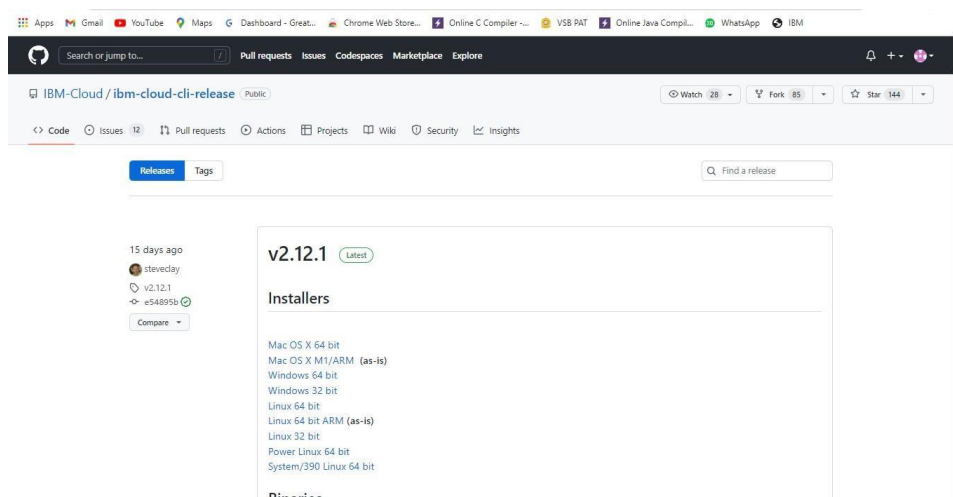 Apps Gmail YouTube Maps Dashboard - Great... Chrome Web Store... Online C Compiler -... VSB PAT Online Java Compil... WhatsApp IBM
Search or jump to... / Pull requests Issues Codespaces Marketplace Explore
IBM-Cloud / ibm-cloud-cli-release Public Watch 28 Fork 85 Star 144
Code Issues 12 Pull requests Actions Projects Wiki Security Insights
Releases Tags Find a release
15 days ago
steveclay
v2.12.1
e54895b
Compare
v2.12.1 Latest
Installers
Mac OS X 64 bit
Mac OS X M1/ARM (as-is)
Windows 64 bit
Windows 32 bit
Linux 64 bit
Linux 64 bit ARM (as-is)
Linux 32 bit
Power Linux 64 bit
System/390 Linux 64 bit
Binaries